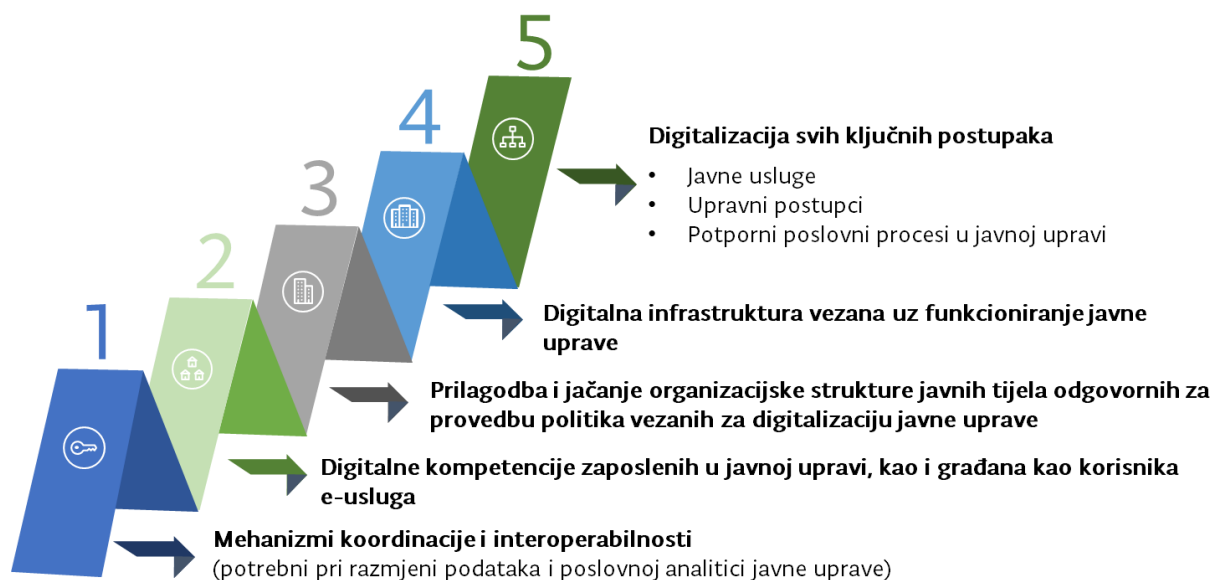 5
Digitalizacija svih ključnih postupaka
• Javne usluge
• Upravni postupci
• Potporni poslovni procesi u javnoj upravi
4
Digitalna infrastruktura vezana uz funkcioniranje javne
uprave
3
Prilagodba i jačanje organizacijske strukture javnih tijela odgovornih za
provedbu politika vezanih za digitalizaciju javne uprave
2
Digitalne kompetencije zaposlenih u javnoj upravi, kao i građana kao korisnika
e-usluga
1
Mehanizmi koordinacije i interoperabilnosti
(potrebni pri razmjeni podataka i poslovnoj analitici javne uprave)